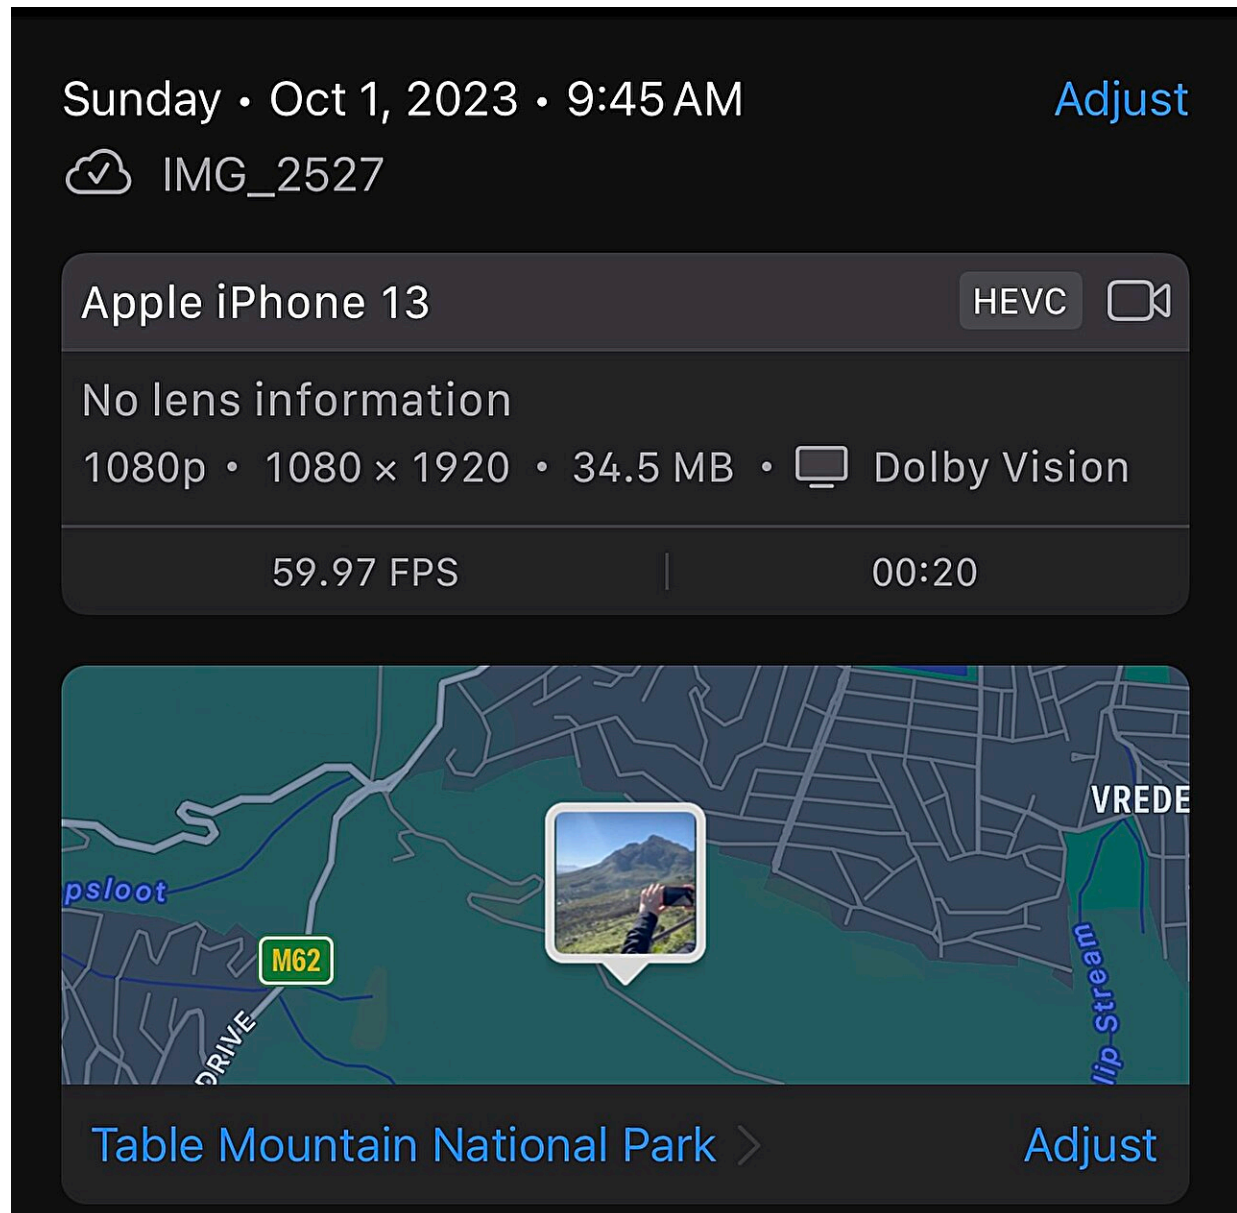 Sunday • Oct 1, 2023 • 9:45 AM Adjust
IMG_2527
Apple iPhone 13 HEVC
No lens information
1080p • 1080 × 1920 • 34.5 MB • Dolby Vision
59.97 FPS | 00:20
VREDE
psloot
M62
DRIVE
lip Stream
Table Mountain National Park > Adjust